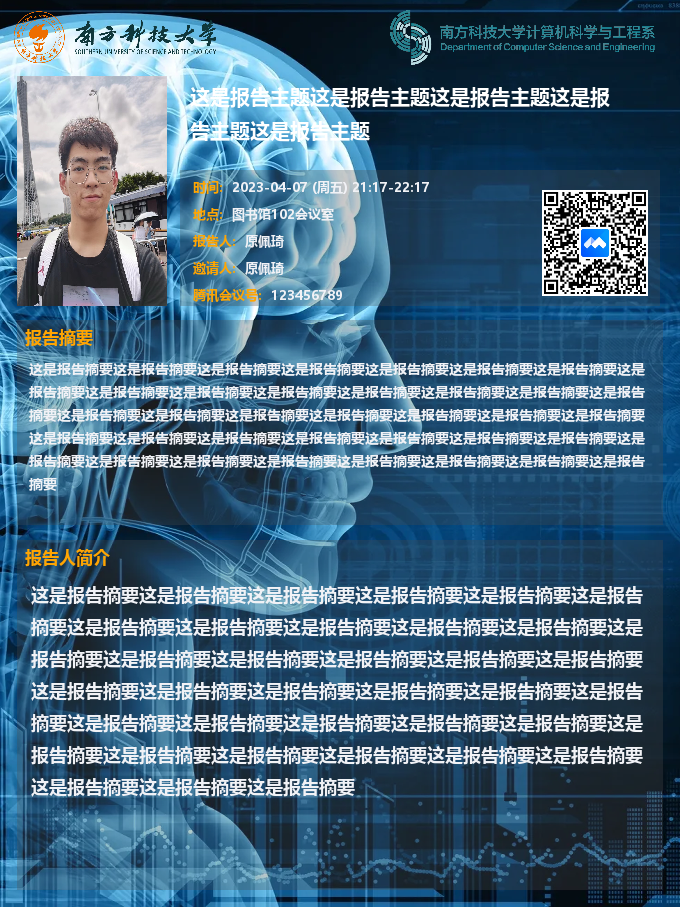 南方科技大学
SOUTHERN UNIVERSITY OF SCIENCE AND TECHNOLOGY
南方科技大学计算机科学与工程系
Department of Computer Science and Engineering
这是报告主题这是报告主题这是报告主题这是报
告主题这是报告主题
时间: 2023-04-07 (周五) 21:17-22:17
地点: 图书馆102会议室
报告人: 原佩琦
邀请人: 原佩琦
腾讯会议号: 123456789
报告摘要
这是报告摘要这是报告摘要这是报告摘要这是报告摘要这是报告摘要这是报告摘要这是报告摘要这是
报告摘要这是报告摘要这是报告摘要这是报告摘要这是报告摘要这是报告摘要这是报告摘要这是报告
摘要这是报告摘要这是报告摘要这是报告摘要这是报告摘要这是报告摘要这是报告摘要这是报告摘要
这是报告摘要这是报告摘要这是报告摘要这是报告摘要这是报告摘要这是报告摘要这是报告摘要这是
报告摘要这是报告摘要这是报告摘要这是报告摘要这是报告摘要这是报告摘要这是报告摘要这是报告
摘要
报告人简介
这是报告摘要这是报告摘要这是报告摘要这是报告摘要这是报告摘要这是报告
摘要这是报告摘要这是报告摘要这是报告摘要这是报告摘要这是报告摘要这是
报告摘要这是报告摘要这是报告摘要这是报告摘要这是报告摘要这是报告摘要
这是报告摘要这是报告摘要这是报告摘要这是报告摘要这是报告摘要这是报告
摘要这是报告摘要这是报告摘要这是报告摘要这是报告摘要这是报告摘要这是
报告摘要这是报告摘要这是报告摘要这是报告摘要这是报告摘要这是报告摘要
这是报告摘要这是报告摘要这是报告摘要